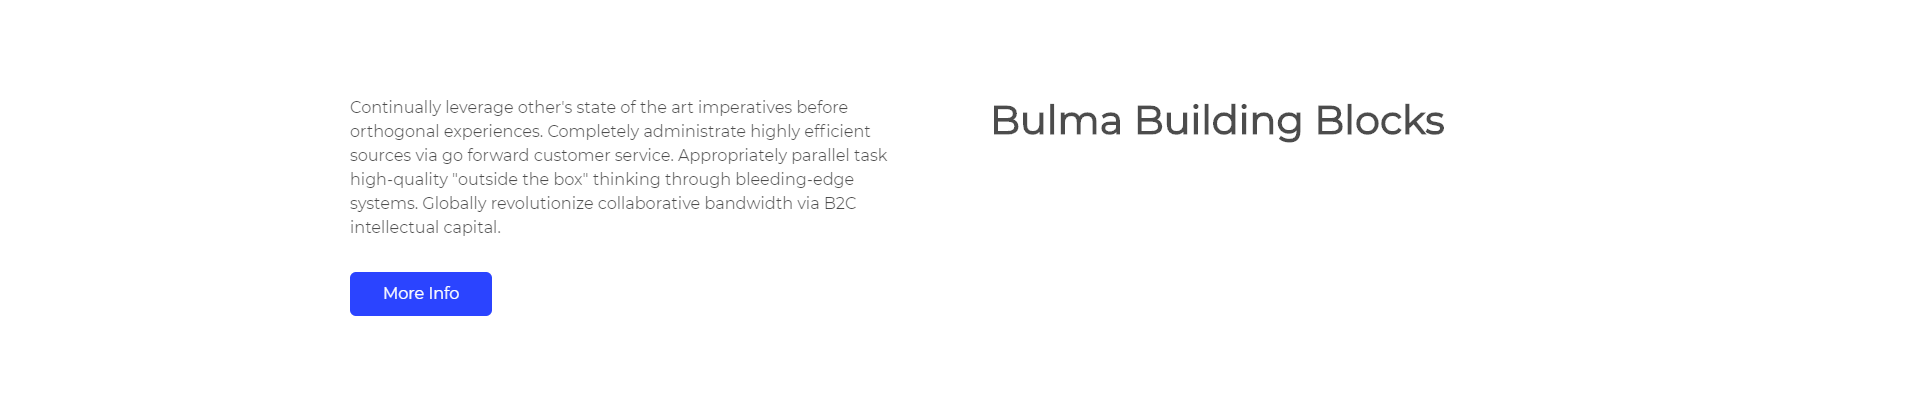 Continually leverage other's state of the art imperatives before
orthogonal experiences. Completely administrate highly efficient
sources via go forward customer service. Appropriately parallel task
high-quality "outside the box" thinking through bleeding-edge
systems. Globally revolutionize collaborative bandwidth via B2C
intellectual capital.
More Info
Bulma Building Blocks